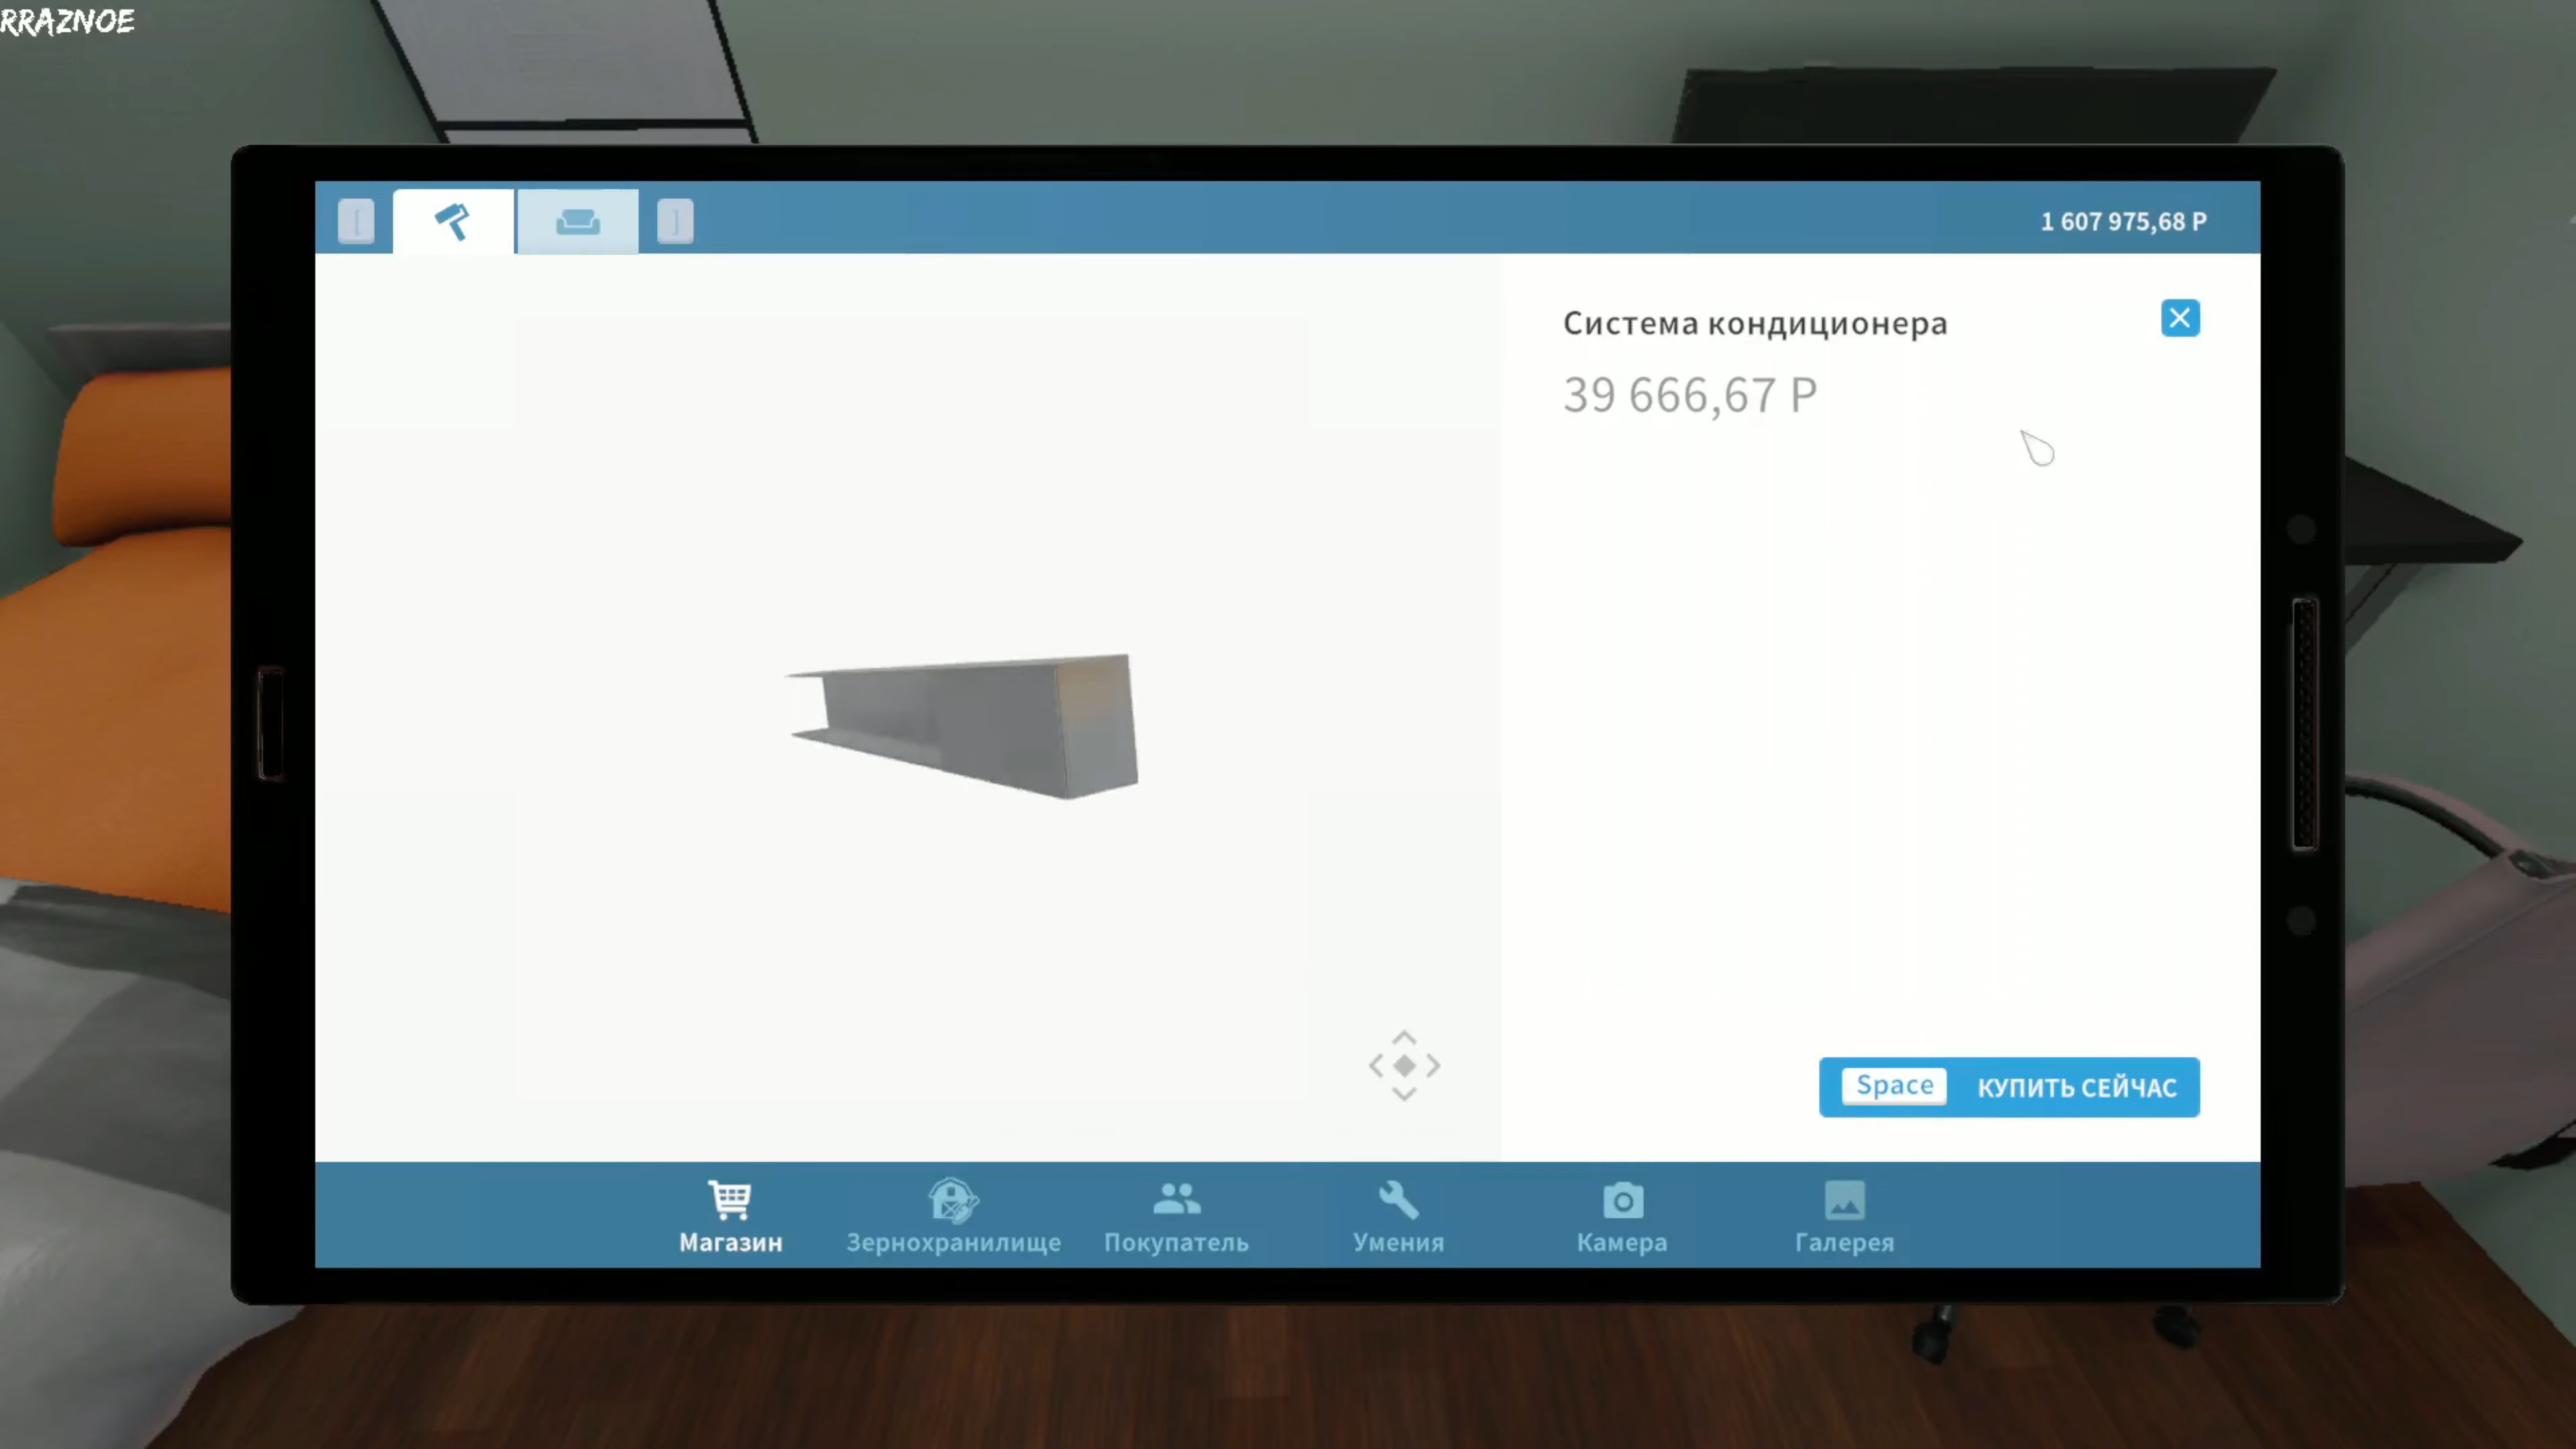 RRAZNOE
[
]
1 607 975,68 Р
Система кондиционера
39 666,67 Р
Space КУПИТЬ СЕЙЧАС
Магазин
Зернохранилище
Покупатель
Умения
Камера
Галерея